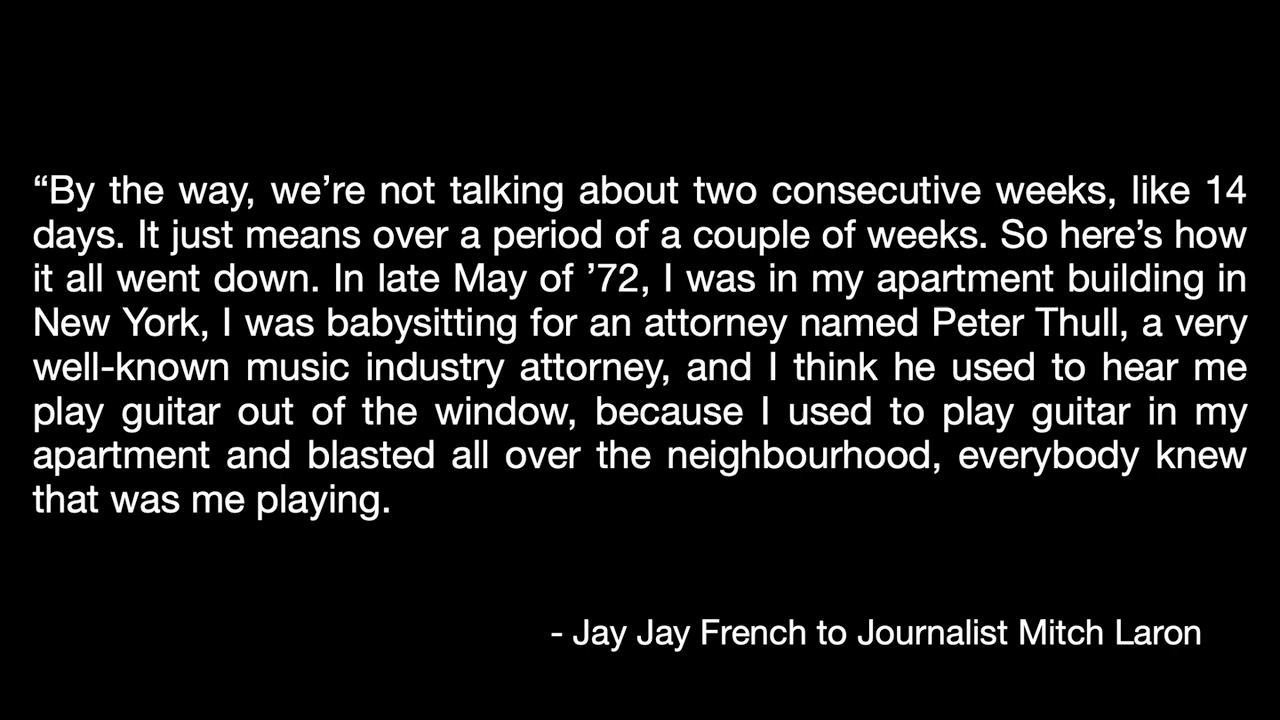 “By the way, we’re not talking about two consecutive weeks, like 14
days. It just means over a period of a couple of weeks. So here’s how
it all went down. In late May of ’72, I was in my apartment building in
New York, I was babysitting for an attorney named Peter Thull, a very
well-known music industry attorney, and I think he used to hear me
play guitar out of the window, because I used to play guitar in my
apartment and blasted all over the neighbourhood, everybody knew
that was me playing.
- Jay Jay French to Journalist Mitch Laron